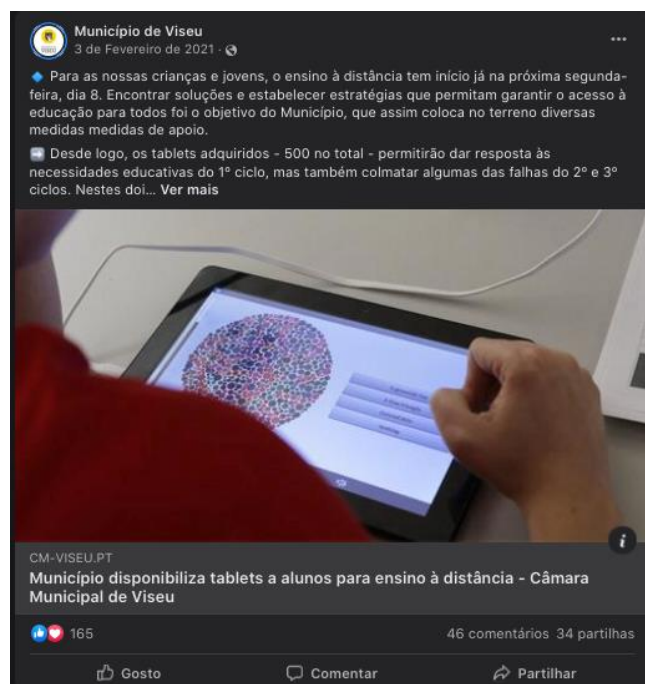 Município de Viseu
3 de Fevereiro de 2021 ·
Para as nossas crianças e jovens, o ensino à distância tem início já na próxima segunda-
feira, dia 8. Encontrar soluções e estabelecer estratégias que permitam garantir o acesso à
educação para todos foi o objetivo do Município, que assim coloca no terreno diversas
medidas medidas de apoio.
Desde logo, os tablets adquiridos - 500 no total - permitirão dar resposta às
necessidades educativas do 1º ciclo, mas também colmatar algumas das falhas do 2º e 3º
ciclos. Nestes doi... Ver mais
CM-VISEU.PT
Município disponibiliza tablets a alunos para ensino à distância - Câmara
Municipal de Viseu
165
46 comentários 34 partilhas
Gosto
Comentar
Partilhar